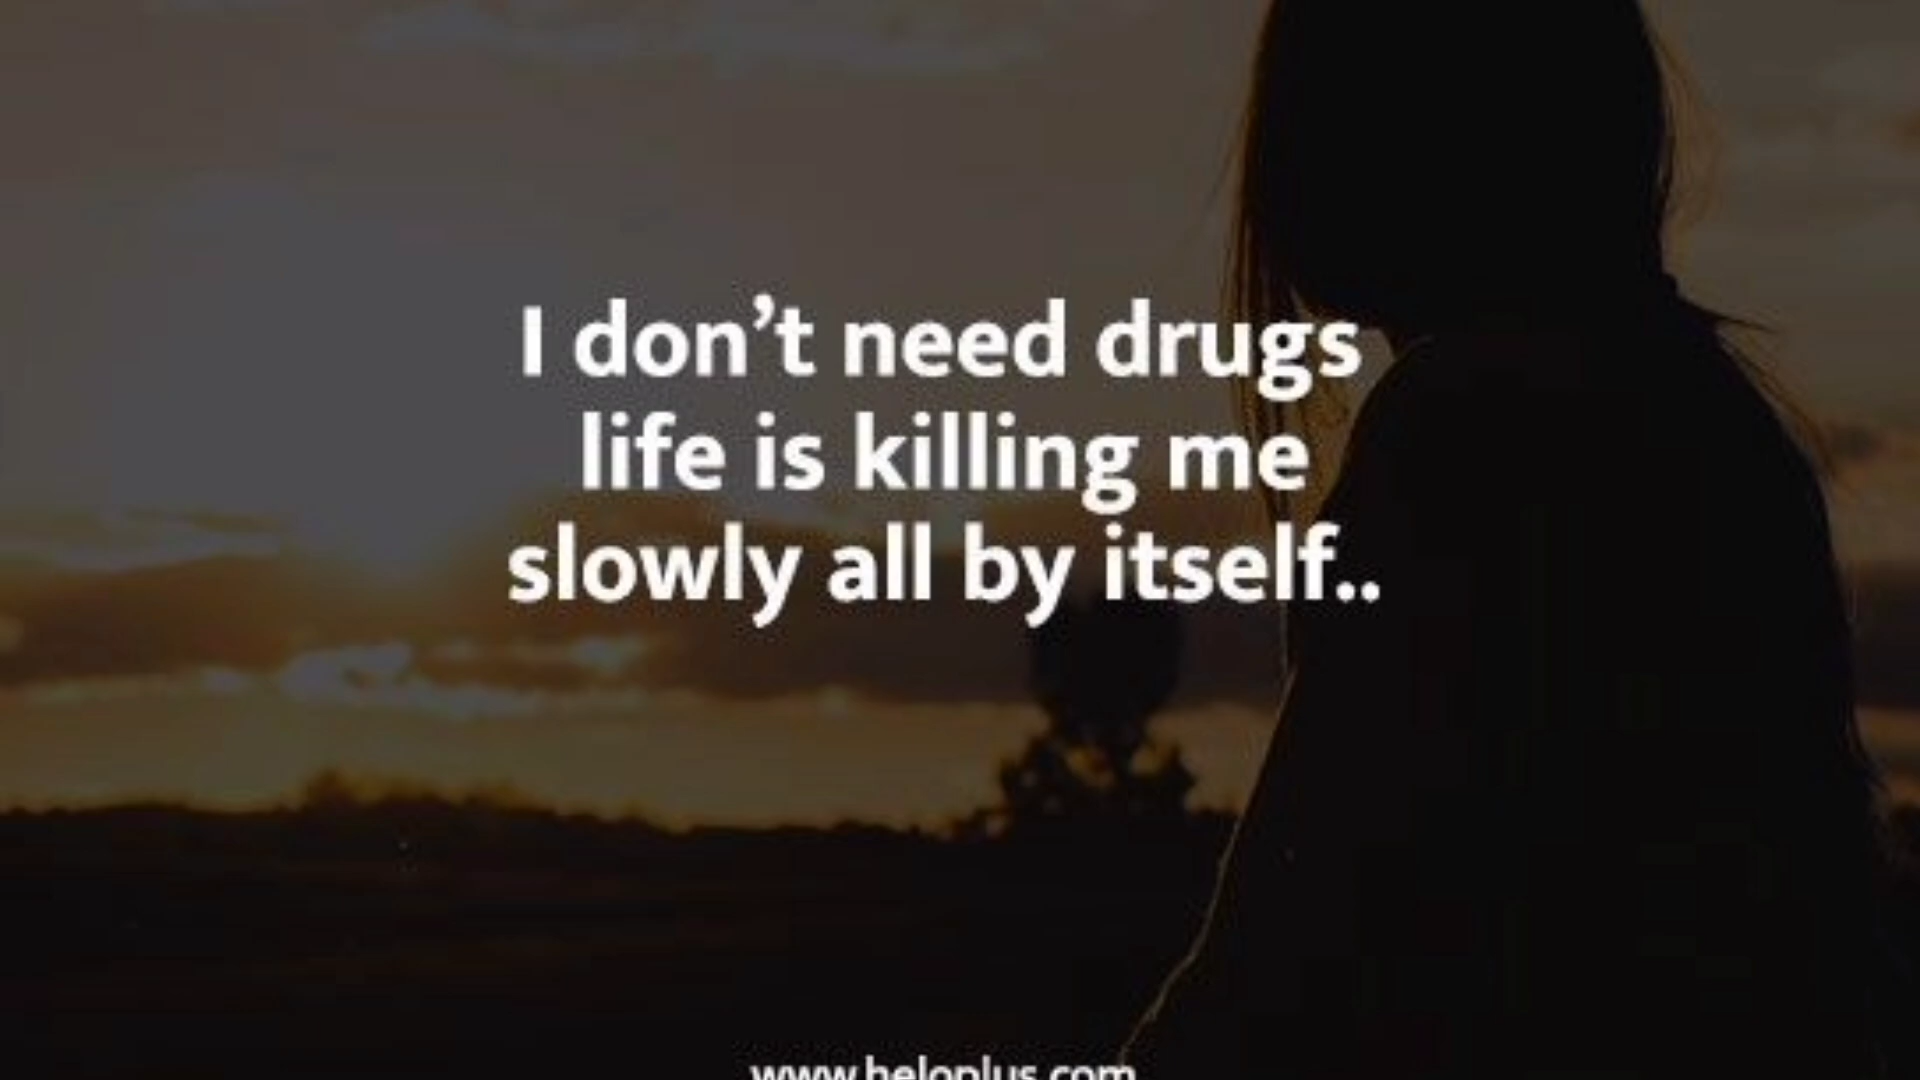 I don’t need drugs
life is killing me
slowly all by itself..
www.heloplus.com